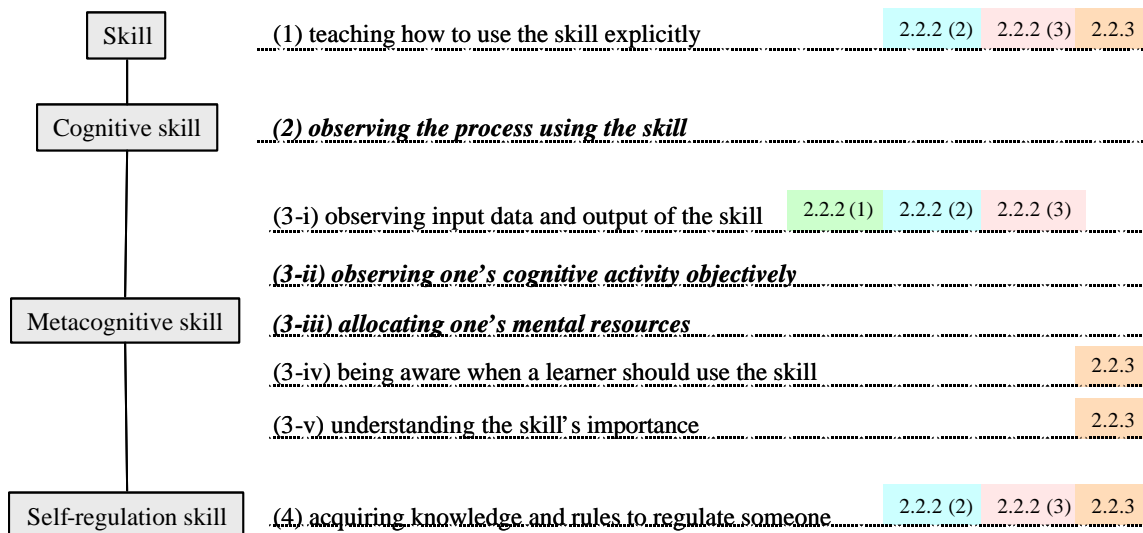 Skill
(1) teaching how to use the skill explicitly 2.2.2 (2) 2.2.2 (3) 2.2.3
Cognitive skill
(2) observing the process using the skill
(3-i) observing input data and output of the skill 2.2.2 (1) 2.2.2 (2) 2.2.2 (3)
(3-ii) observing one’s cognitive activity objectively
Metacognitive skill
(3-iii) allocating one’s mental resources
(3-iv) being aware when a learner should use the skill 2.2.3
(3-v) understanding the skill’s importance 2.2.3
Self-regulation skill
(4) acquiring knowledge and rules to regulate someone 2.2.2 (2) 2.2.2 (3) 2.2.3